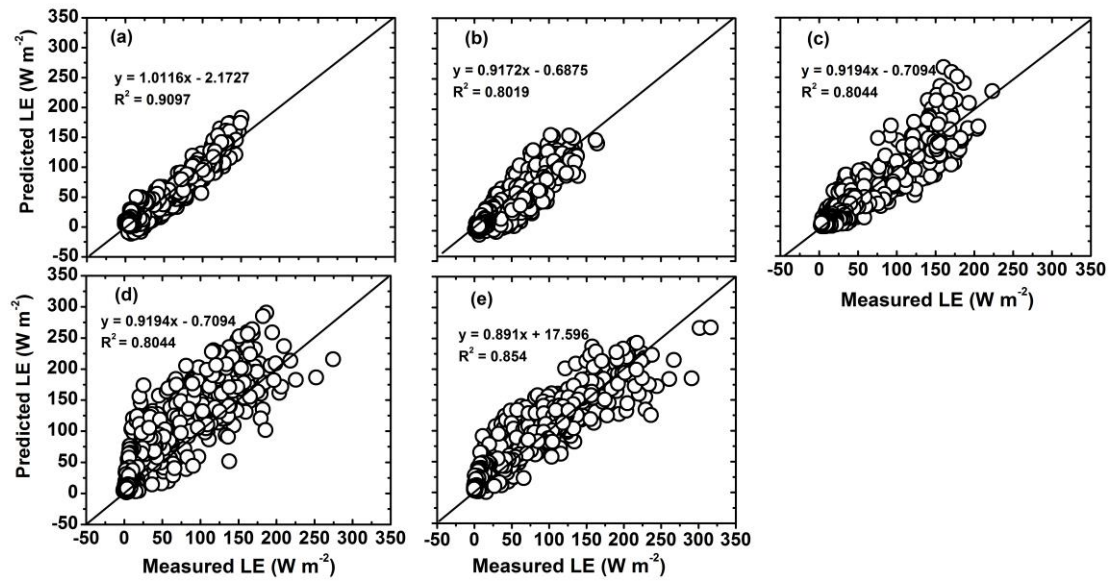 350
300
250
200
150
100
50
0
-50
Predicted LE (W m⁻²)
(a)
y = 1.0116x - 2.1727
R² = 0.9097
(b)
y = 0.9172x - 0.6875
R² = 0.8019
(c)
y = 0.9194x - 0.7094
R² = 0.8044
-50 0 50 100 150 200 250 300 350
Measured LE (W m⁻²)
350
300
250
200
150
100
50
0
-50
Predicted LE (W m⁻²)
(d)
y = 0.9194x - 0.7094
R² = 0.8044
-50 0 50 100 150 200 250 300 350
Measured LE (W m⁻²)
(e)
y = 0.891x + 17.596
R² = 0.854
-50 0 50 100 150 200 250 300 350
Measured LE (W m⁻²)